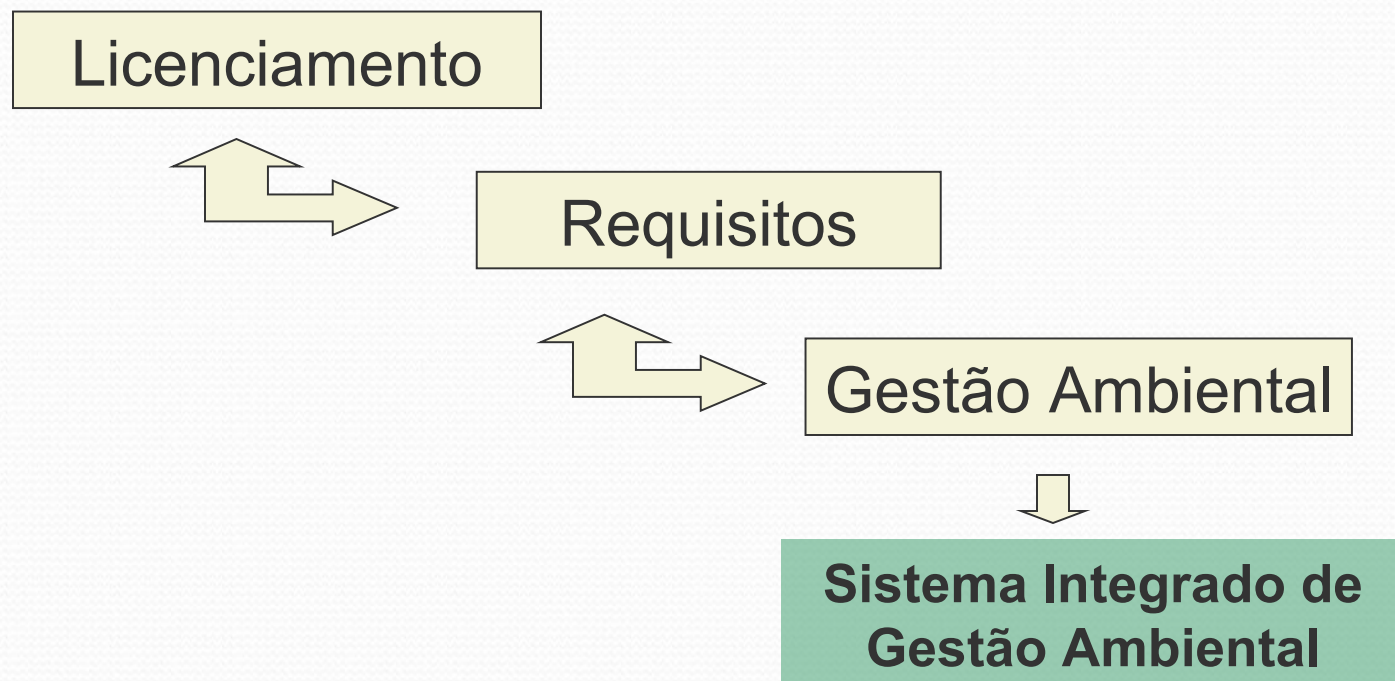 Licenciamento
Requisitos
Gestão Ambiental
Sistema Integrado de
Gestão Ambiental